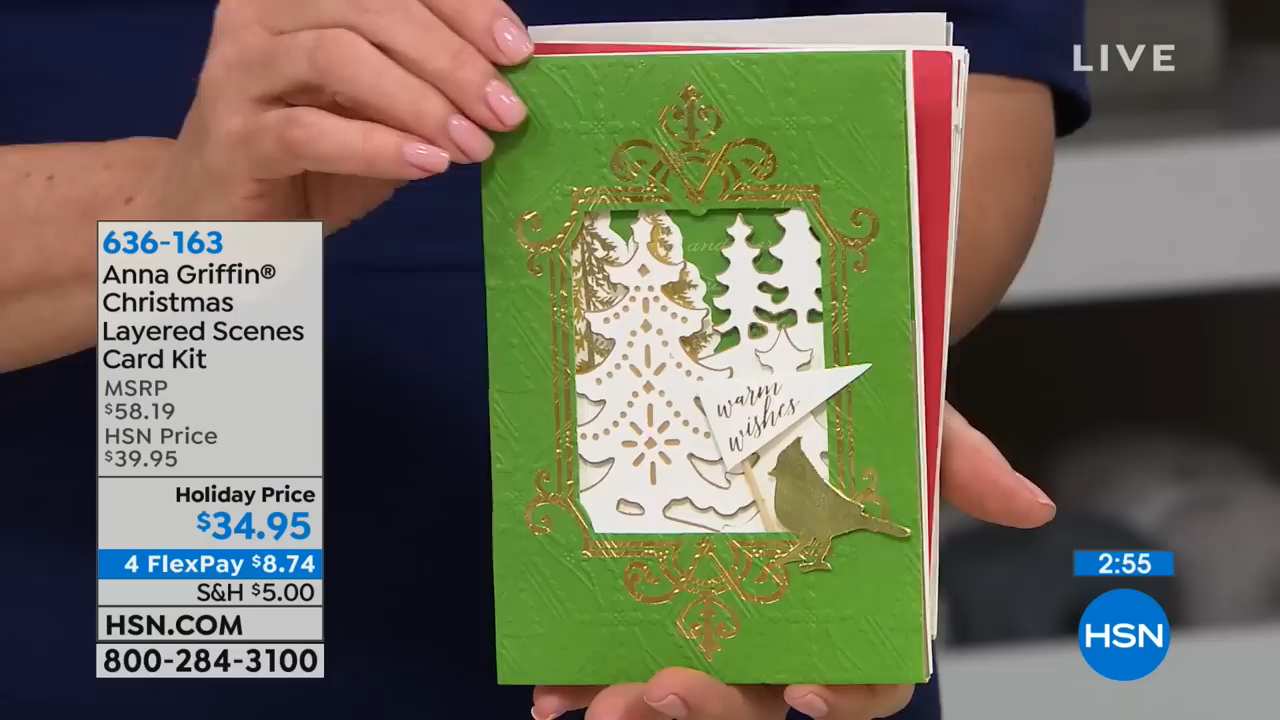 LIVE
636-163
Anna Griffin®
Christmas
Layered Scenes
Card Kit
MSRP
$58.19
HSN Price
$39.95
Holiday Price
$34.95
4 FlexPay $8.74
S&H $5.00
HSN.COM
800-284-3100
and
warm
wishes
2:55
HSN